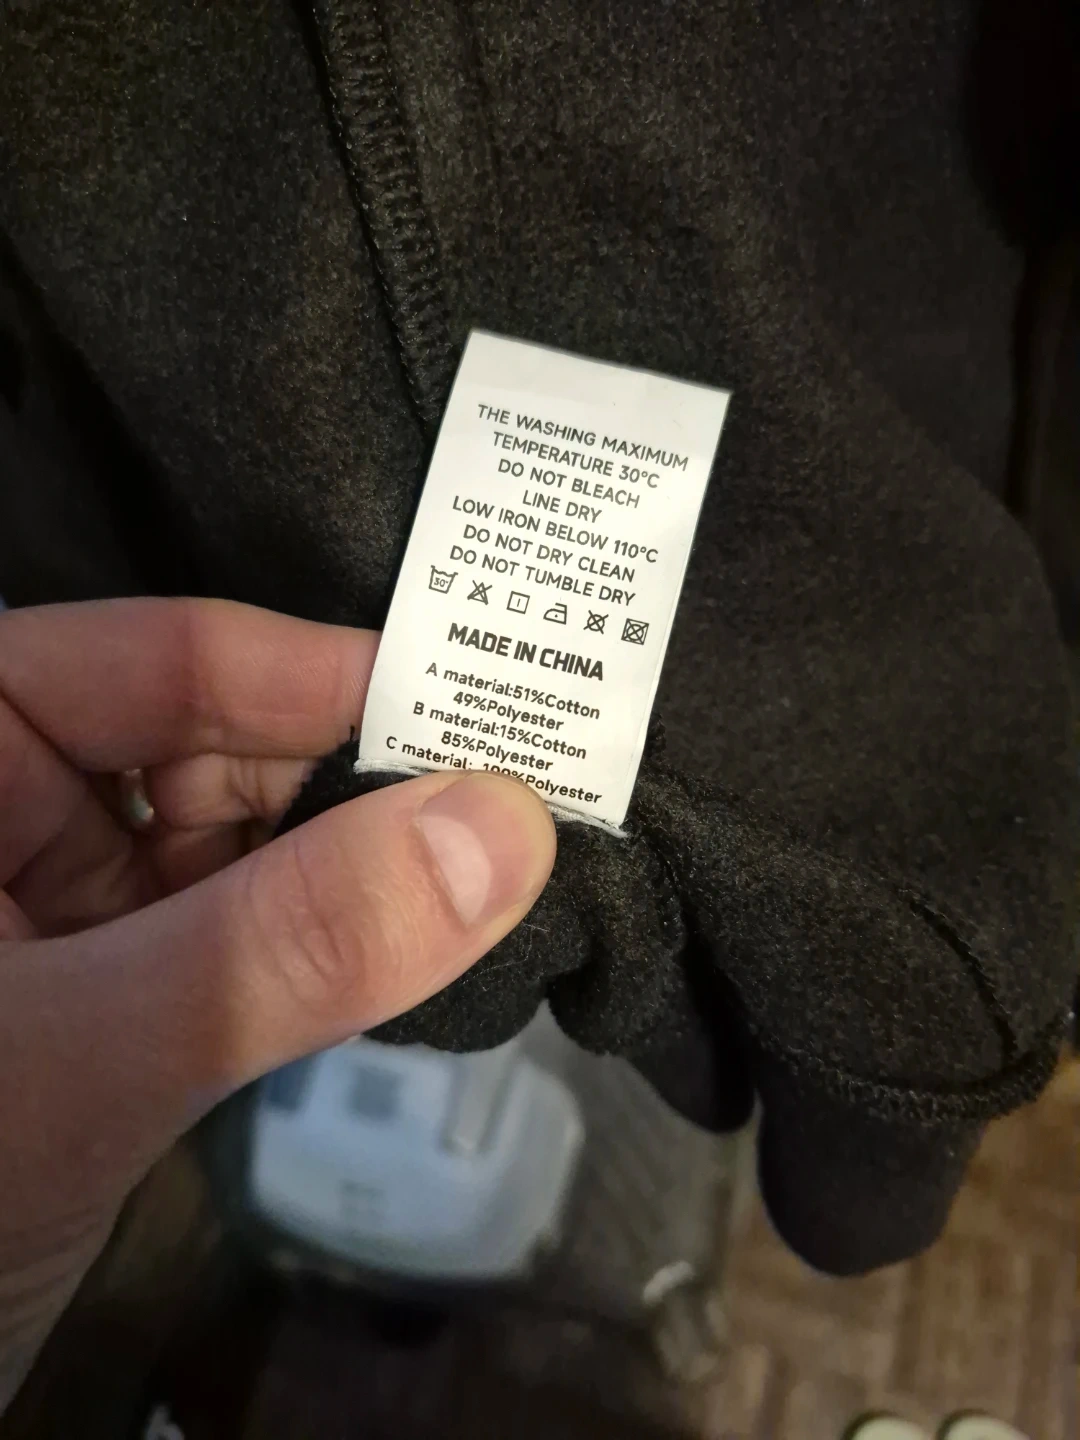 THE WASHING MAXIMUM
TEMPERATURE 30°C
DO NOT BLEACH
LINE DRY
LOW IRON BELOW 110°C
DO NOT DRY CLEAN
DO NOT TUMBLE DRY
30°
MADE IN CHINA
A material:51%Cotton
49%Polyester
B material:15%Cotton
85%Polyester
C material: 100%Polyester